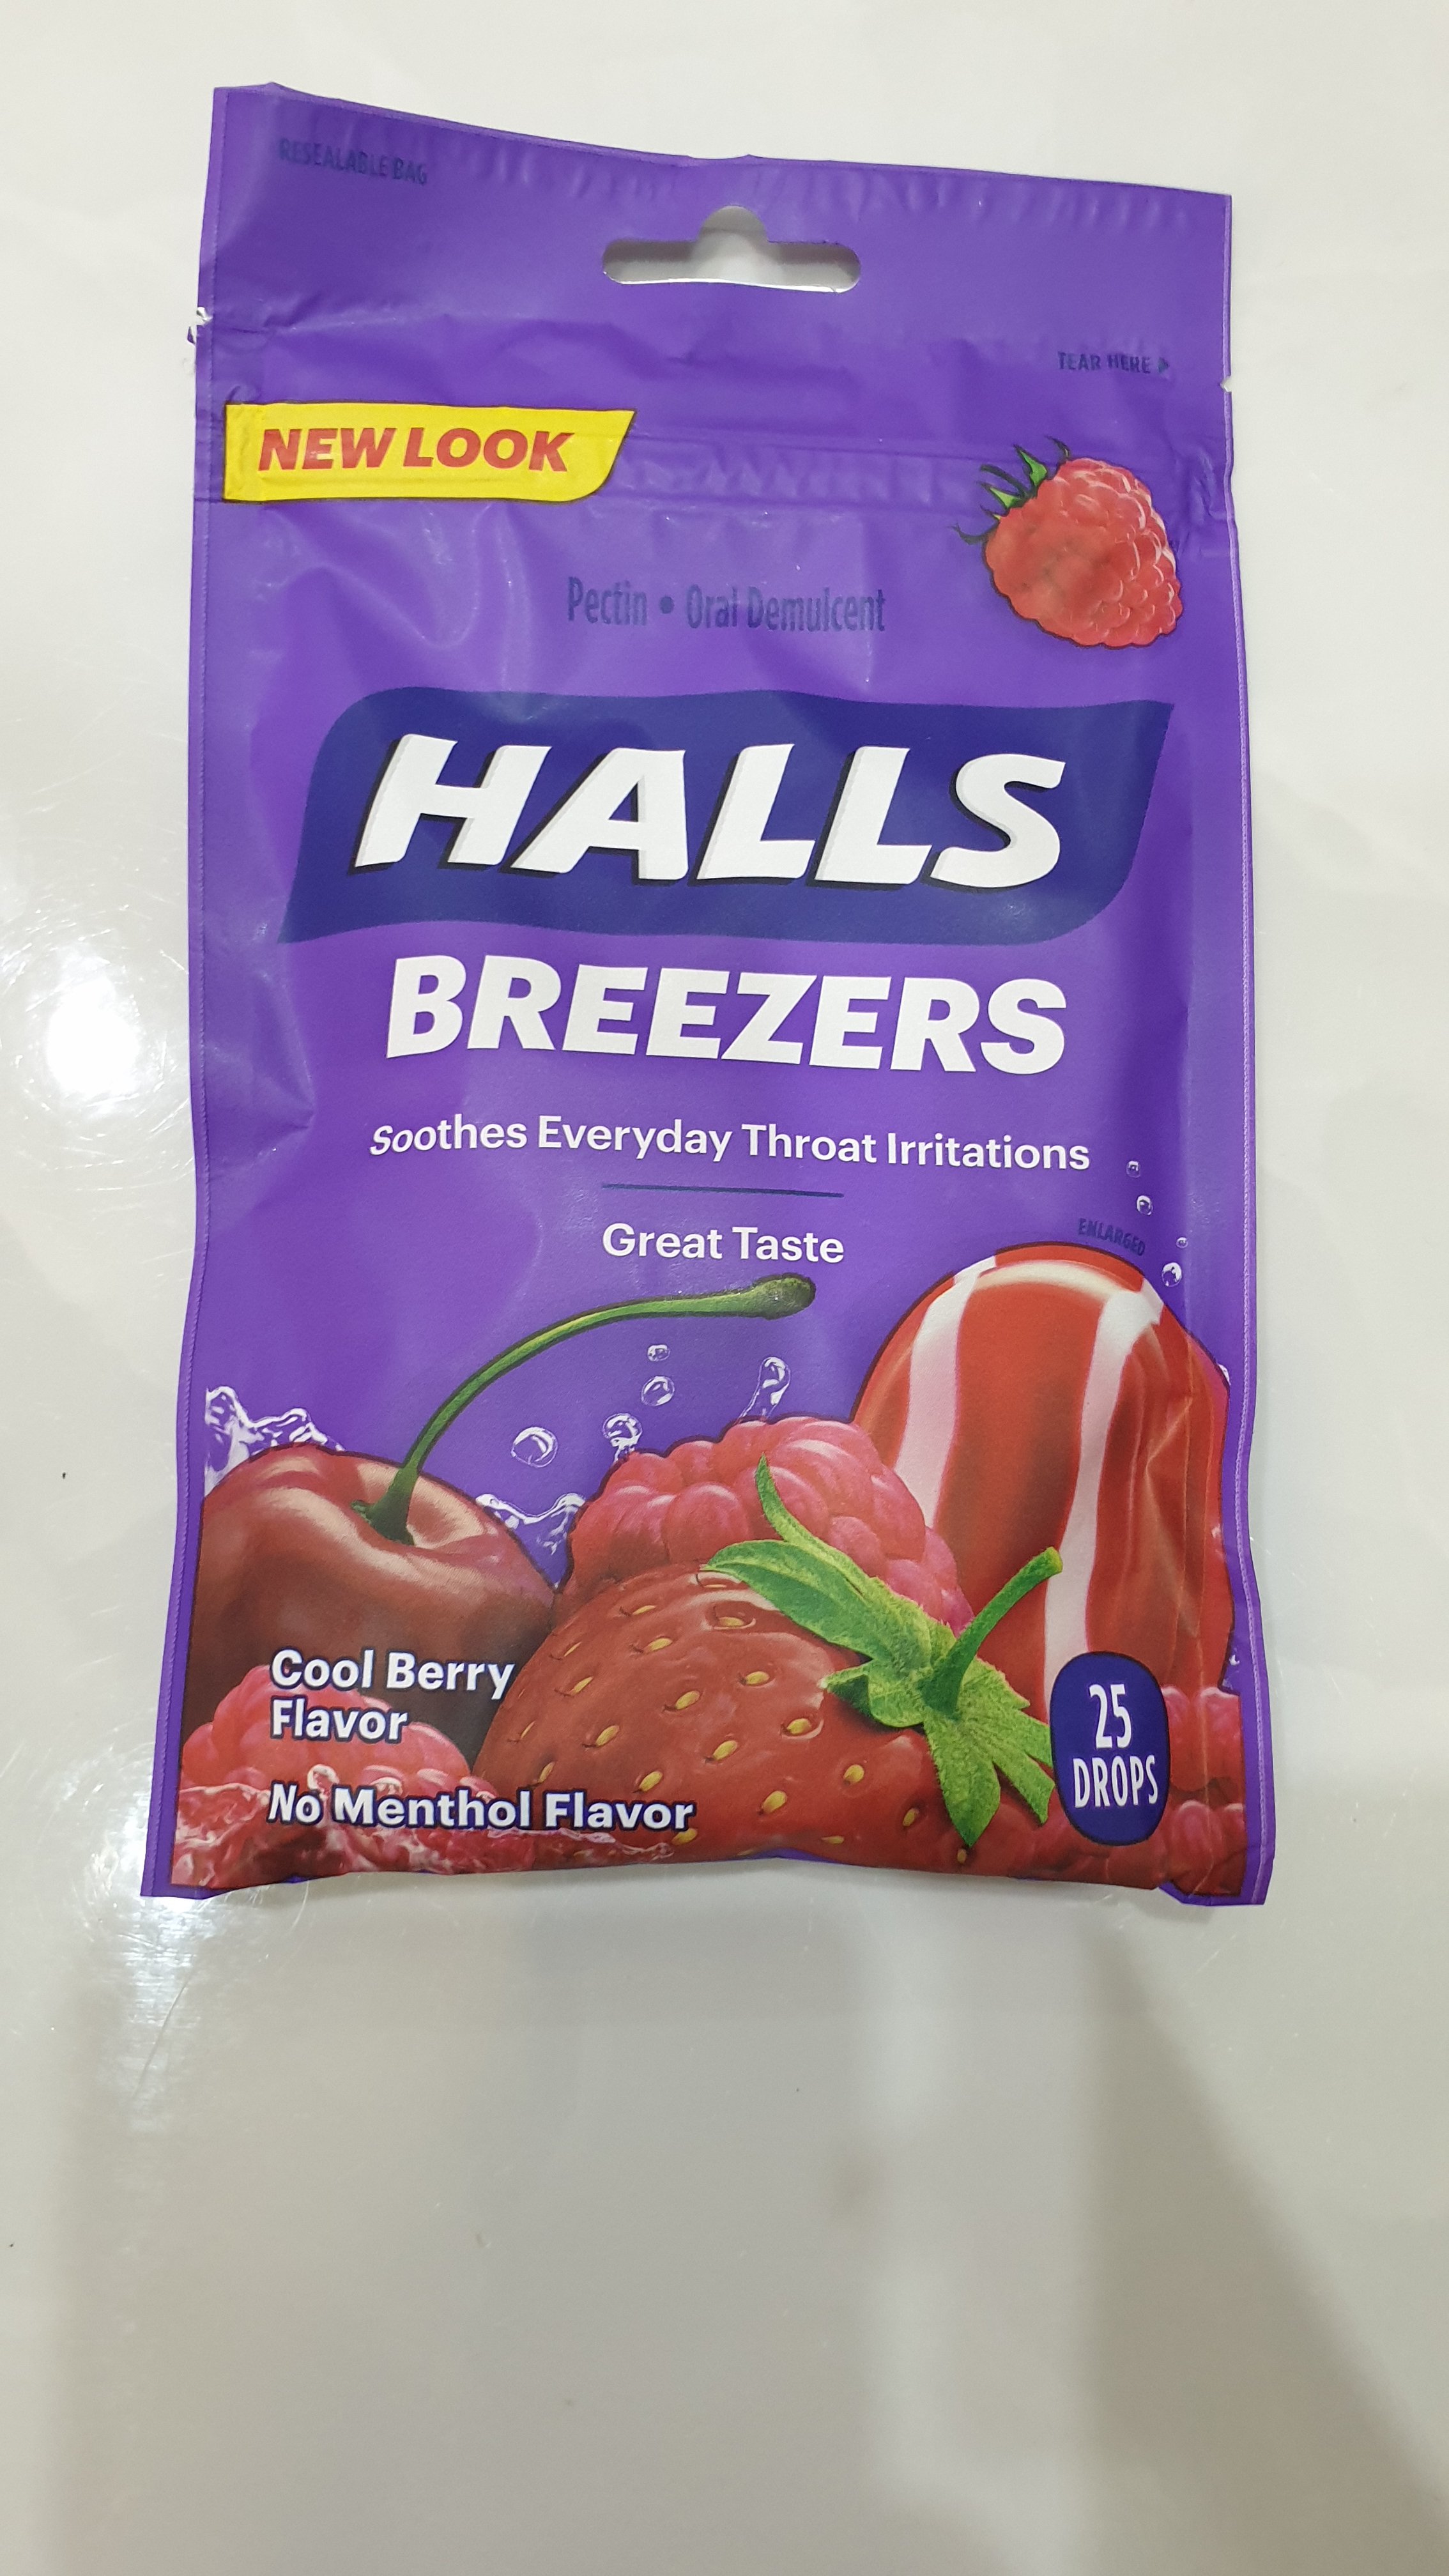 RESEALABLE BAG
TEAR HERE
NEW LOOK
Pectin • Oral Demulcent
HALLS
BREEZERS
Soothes Everyday Throat Irritations
Great Taste
ENLARGED
Cool Berry
Flavor
No Menthol Flavor
25
DROPS